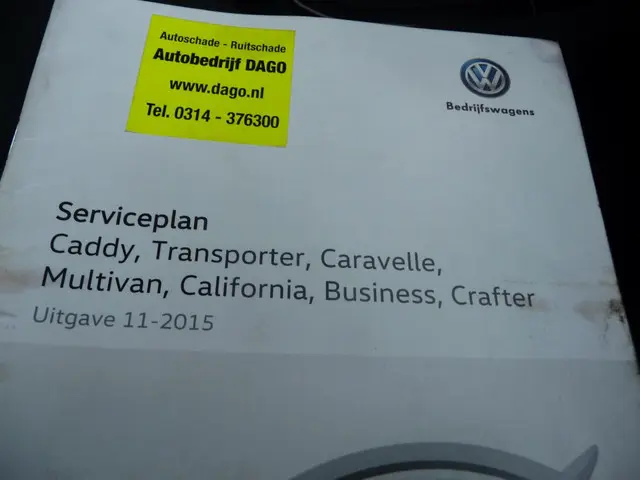 Autoschade - Ruitschade
Autobedrijf DAGO
www.dago.nl
Tel. 0314 - 376300
VW
Bedrijfswagens
Serviceplan
Caddy, Transporter, Caravelle,
Multivan, California, Business, Crafter
Uitgave 11-2015